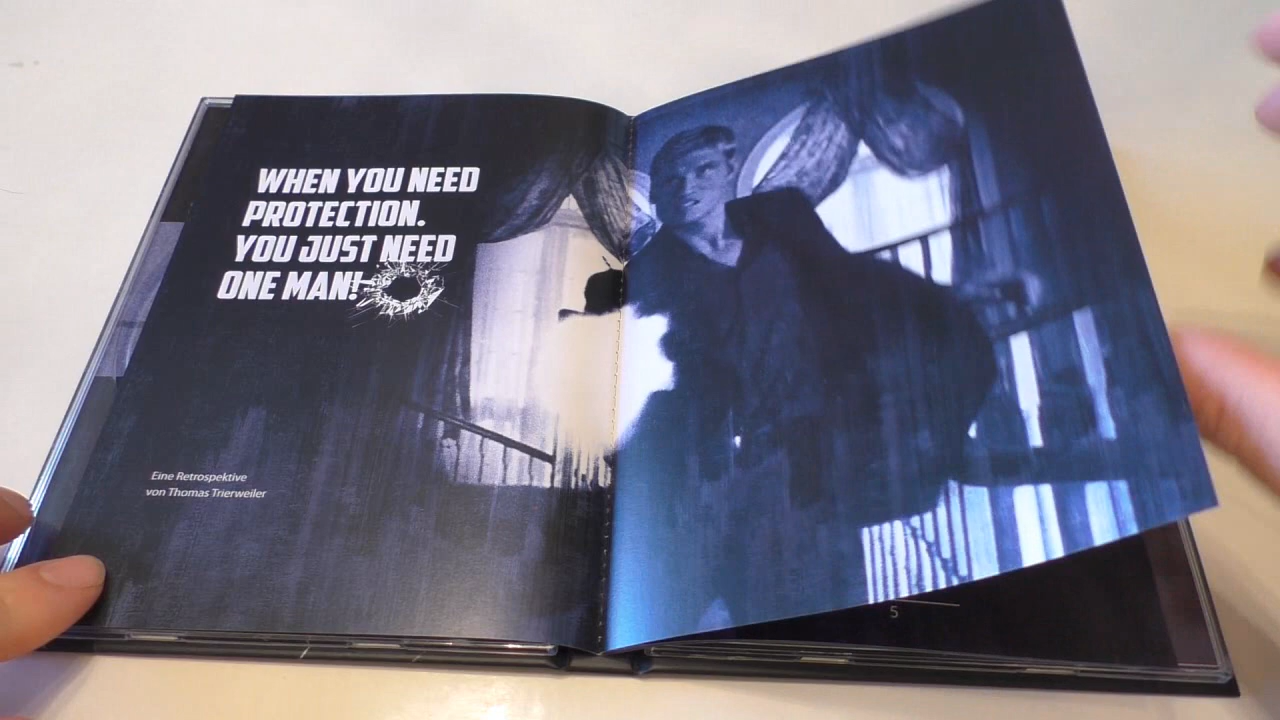 WHEN YOU NEED
PROTECTION.
YOU JUST NEED
ONE MAN!
Eine Retrospektive
von Thomas Trierweiler
5